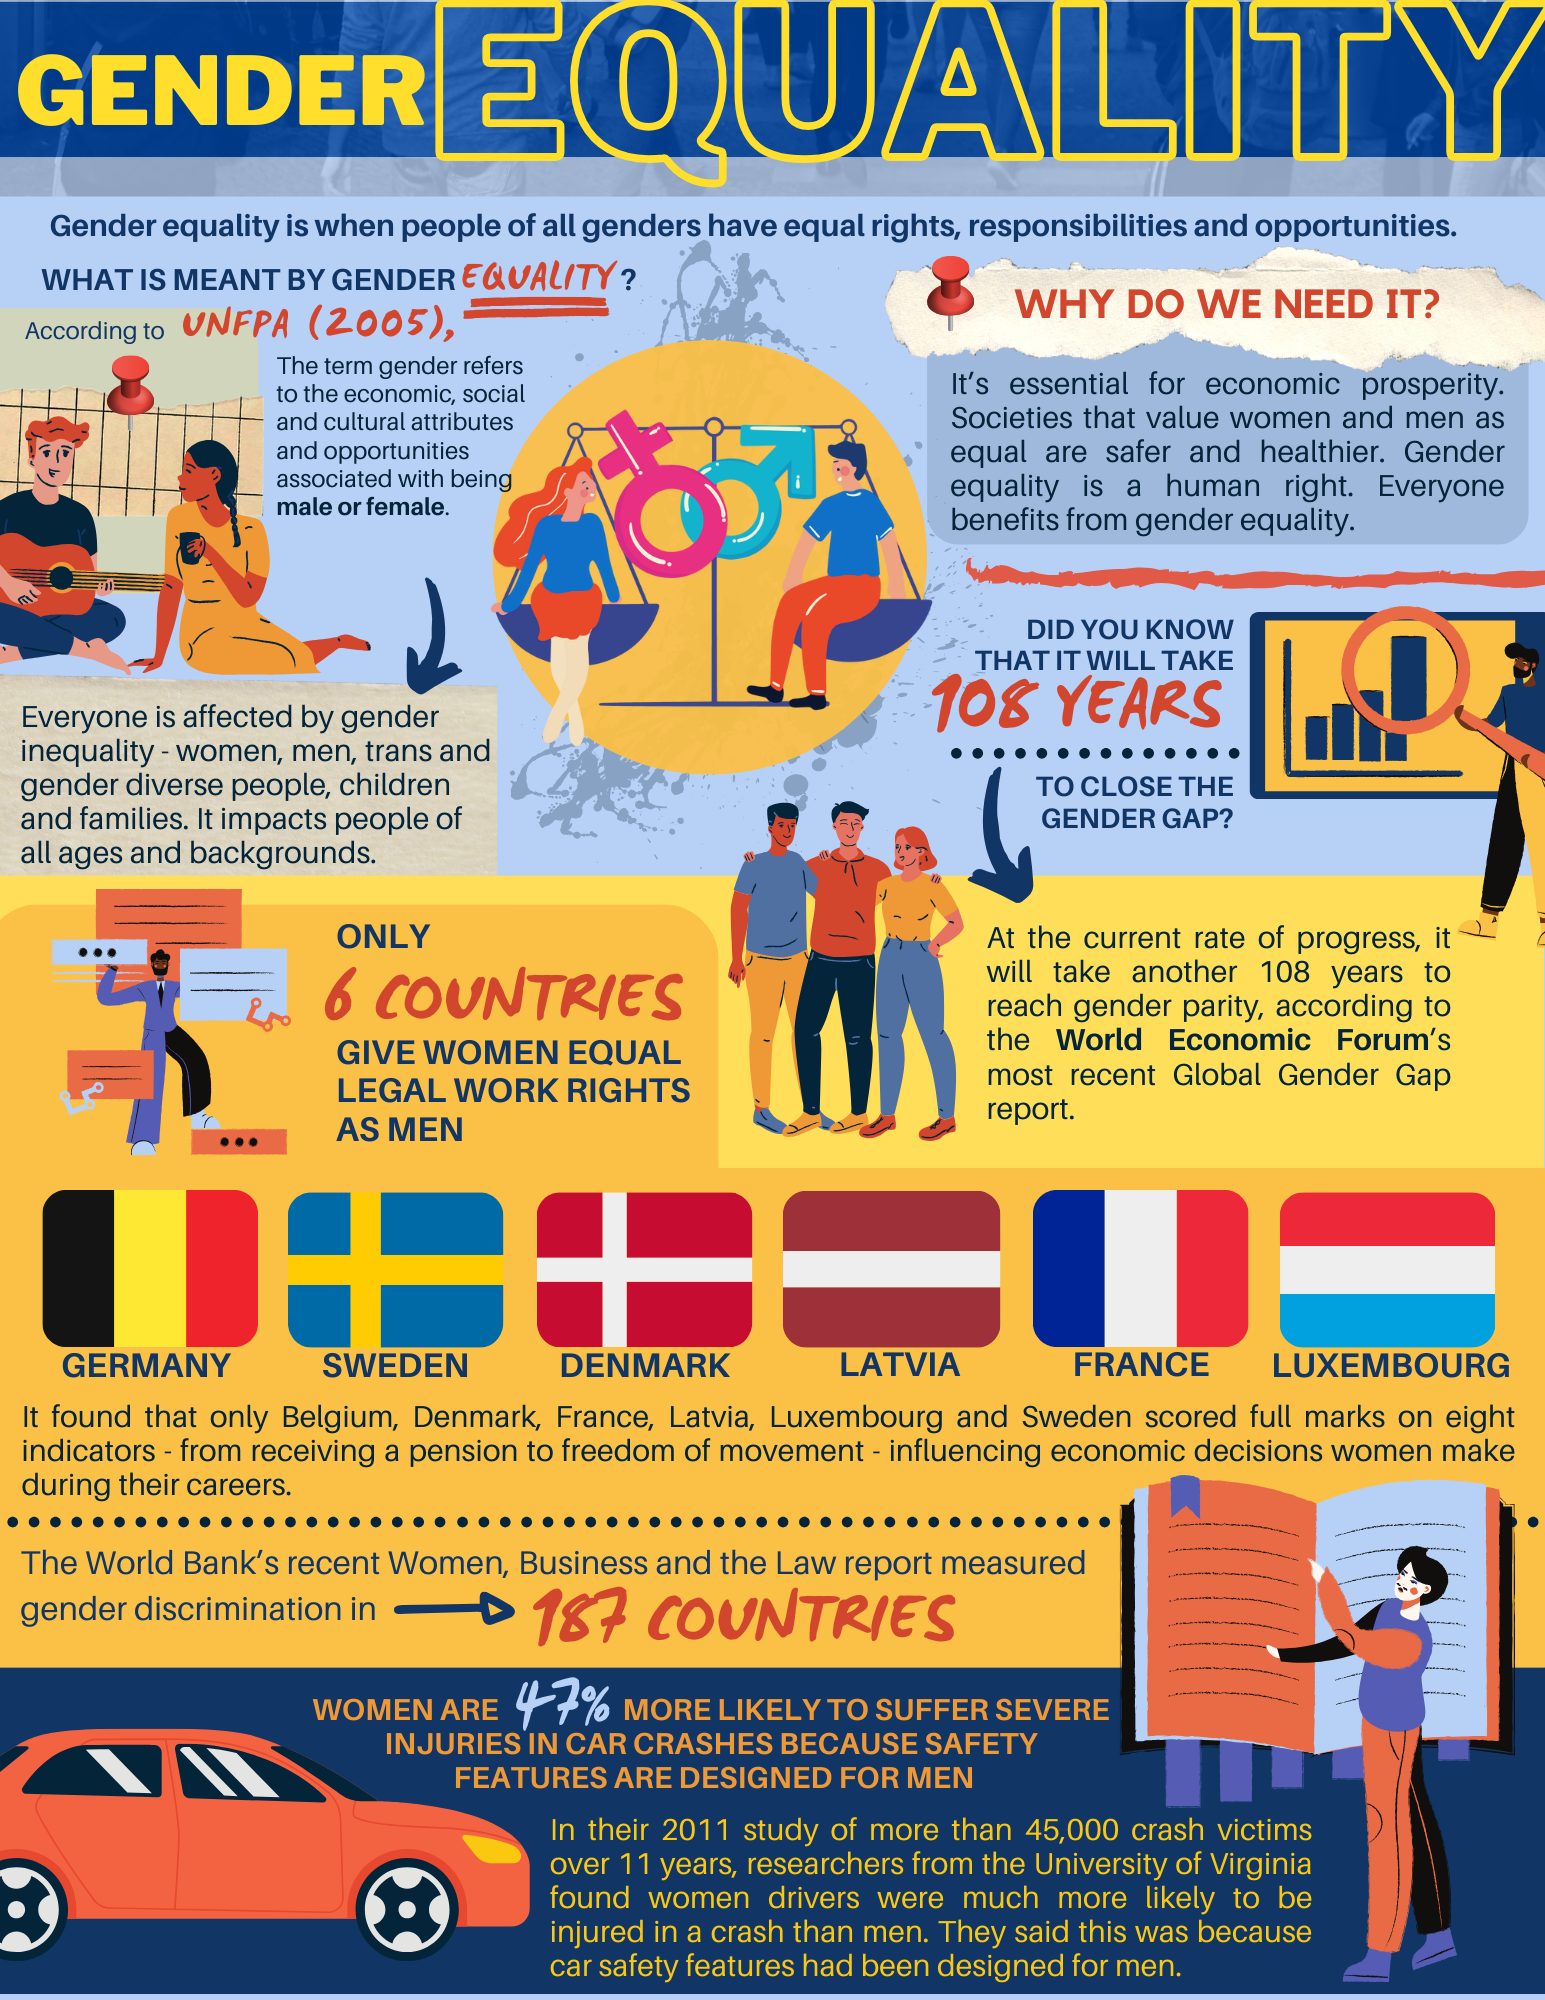 GENDER EQUALITY
Gender equality is when people of all genders have equal rights, responsibilities and opportunities.
WHAT IS MEANT BY GENDER EQUALITY?
According to UNFPA (2005),
The term gender refers
to the economic, social
and cultural attributes
and opportunities
associated with being
male or female.
Everyone is affected by gender
inequality - women, men, trans and
gender diverse people, children
and families. It impacts people of
all ages and backgrounds.
WHY DO WE NEED IT?
It's essential for economic prosperity.
Societies that value women and men as
equal are safer and healthier. Gender
equality is a human right. Everyone
benefits from gender equality.
DID YOU KNOW
THAT IT WILL TAKE
108 YEARS
TO CLOSE THE
GENDER GAP?
At the current rate of progress, it
will take another 108 years to
reach gender parity, according to
the World Economic Forum's
most recent Global Gender Gap
report.
ONLY
6 COUNTRIES
GIVE WOMEN EQUAL
LEGAL WORK RIGHTS
AS MEN
GERMANY SWEDEN DENMARK LATVIA FRANCE LUXEMBOURG
It found that only Belgium, Denmark, France, Latvia, Luxembourg and Sweden scored full marks on eight
indicators - from receiving a pension to freedom of movement - influencing economic decisions women make
during their careers.
The World Bank's recent Women, Business and the Law report measured
gender discrimination in 187 COUNTRIES
WOMEN ARE 47% MORE LIKELY TO SUFFER SEVERE
INJURIES IN CAR CRASHES BECAUSE SAFETY
FEATURES ARE DESIGNED FOR MEN
In their 2011 study of more than 45,000 crash victims
over 11 years, researchers from the University of Virginia
found women drivers were much more likely to be
injured in a crash than men. They said this was because
car safety features had been designed for men.